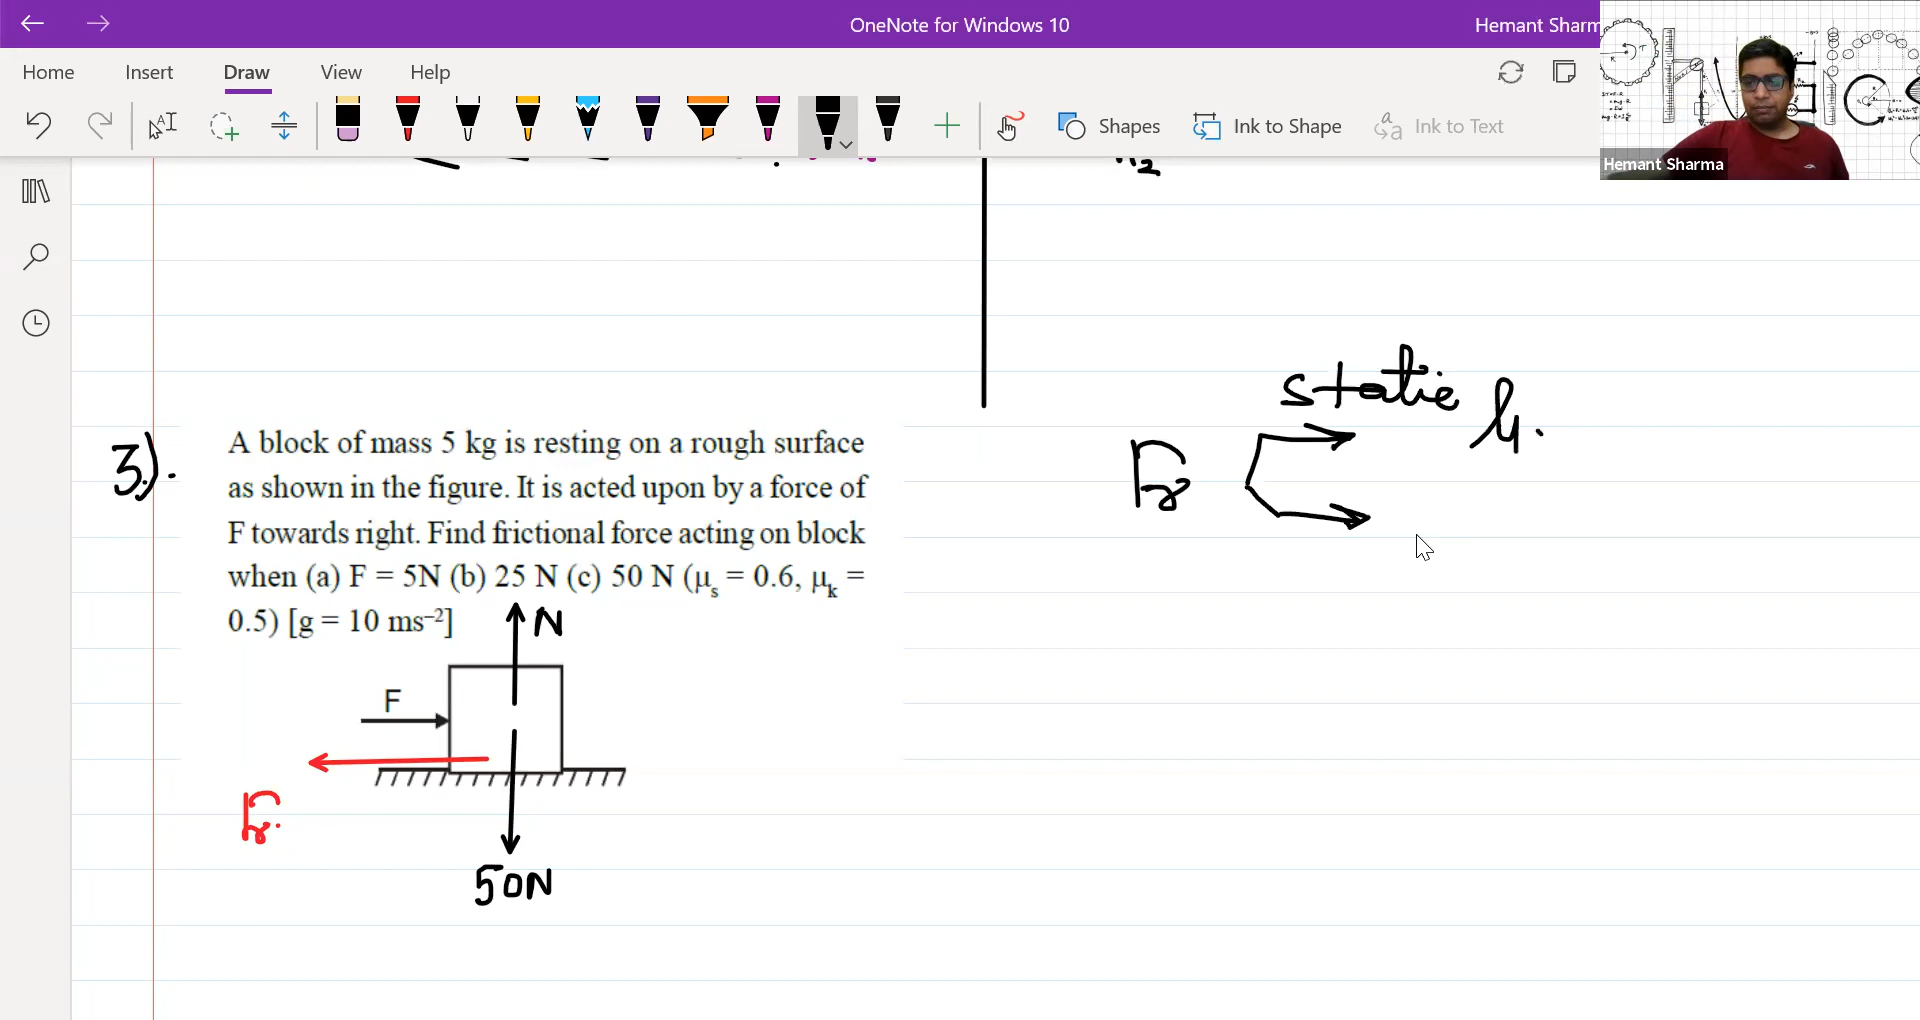 OneNote for Windows 10
Hemant Sharm
Home Insert Draw View Help
Shapes Ink to Shape Ink to Text
Hemant Sharma
static fr.
Fr
3).
A block of mass 5 kg is resting on a rough surface
as shown in the figure. It is acted upon by a force of
F towards right. Find frictional force acting on block
when (a) F = 5N (b) 25 N (c) 50 N (μs = 0.6, μk =
0.5) [g = 10 ms⁻²]
N
F
Fr.
50N